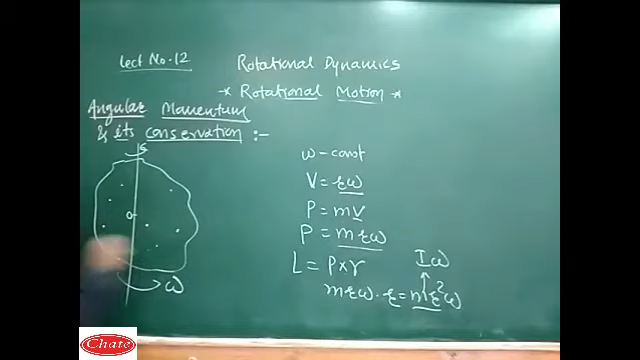 Lect No. 12
Rotational Dynamics
* Rotational Motion *
Angular Momentum
& its conservation :-
ω - const
V = rω
P = mv
P = mrω
L = P×r
Iω
mrω · r = mr²ω
O
ω
Chate